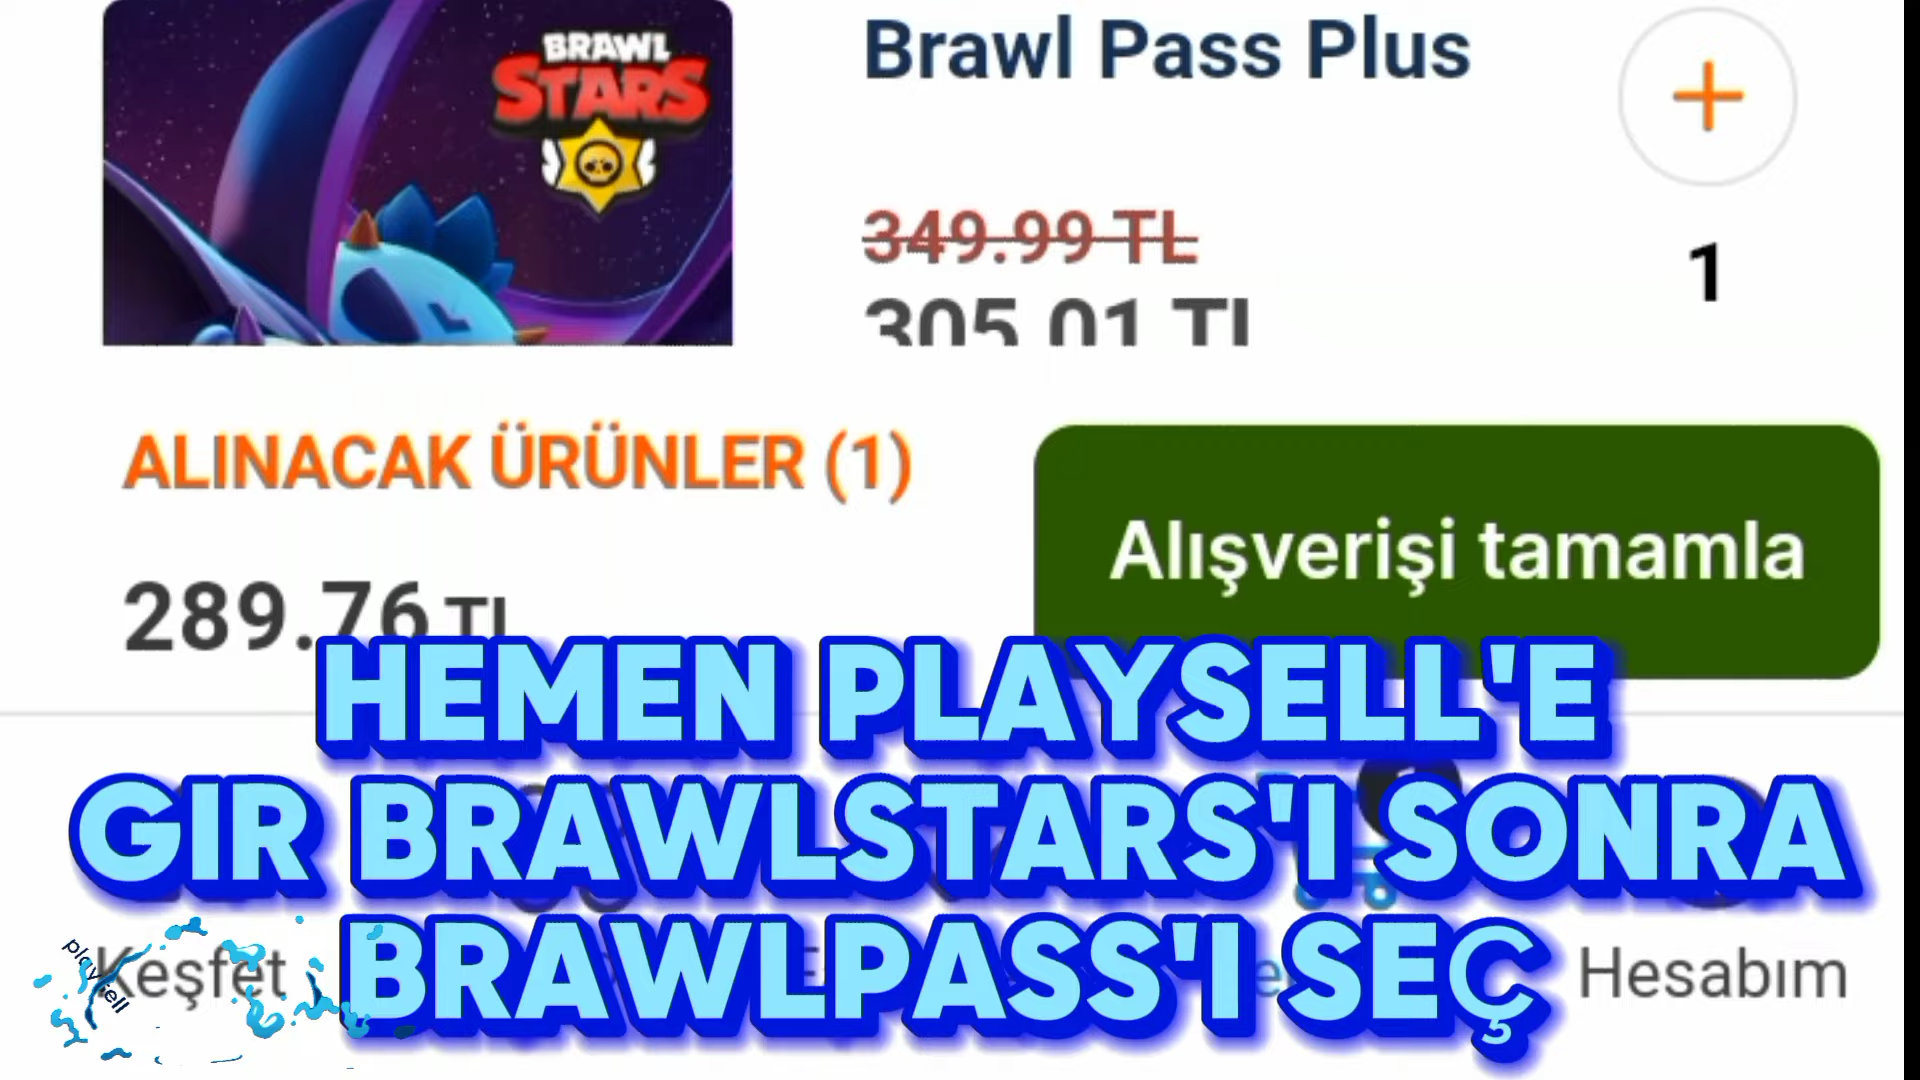 BRAWL
STARS
Brawl Pass Plus
349.99 TL
305.01 TL
1
ALINACAK ÜRÜNLER (1)
Alışverişi tamamla
289.76 TL
HEMEN PLAYSELL'E
GIR BRAWLSTARS'I SONRA
BRAWLPASS'I SEÇ
Keşfet
Hesabım